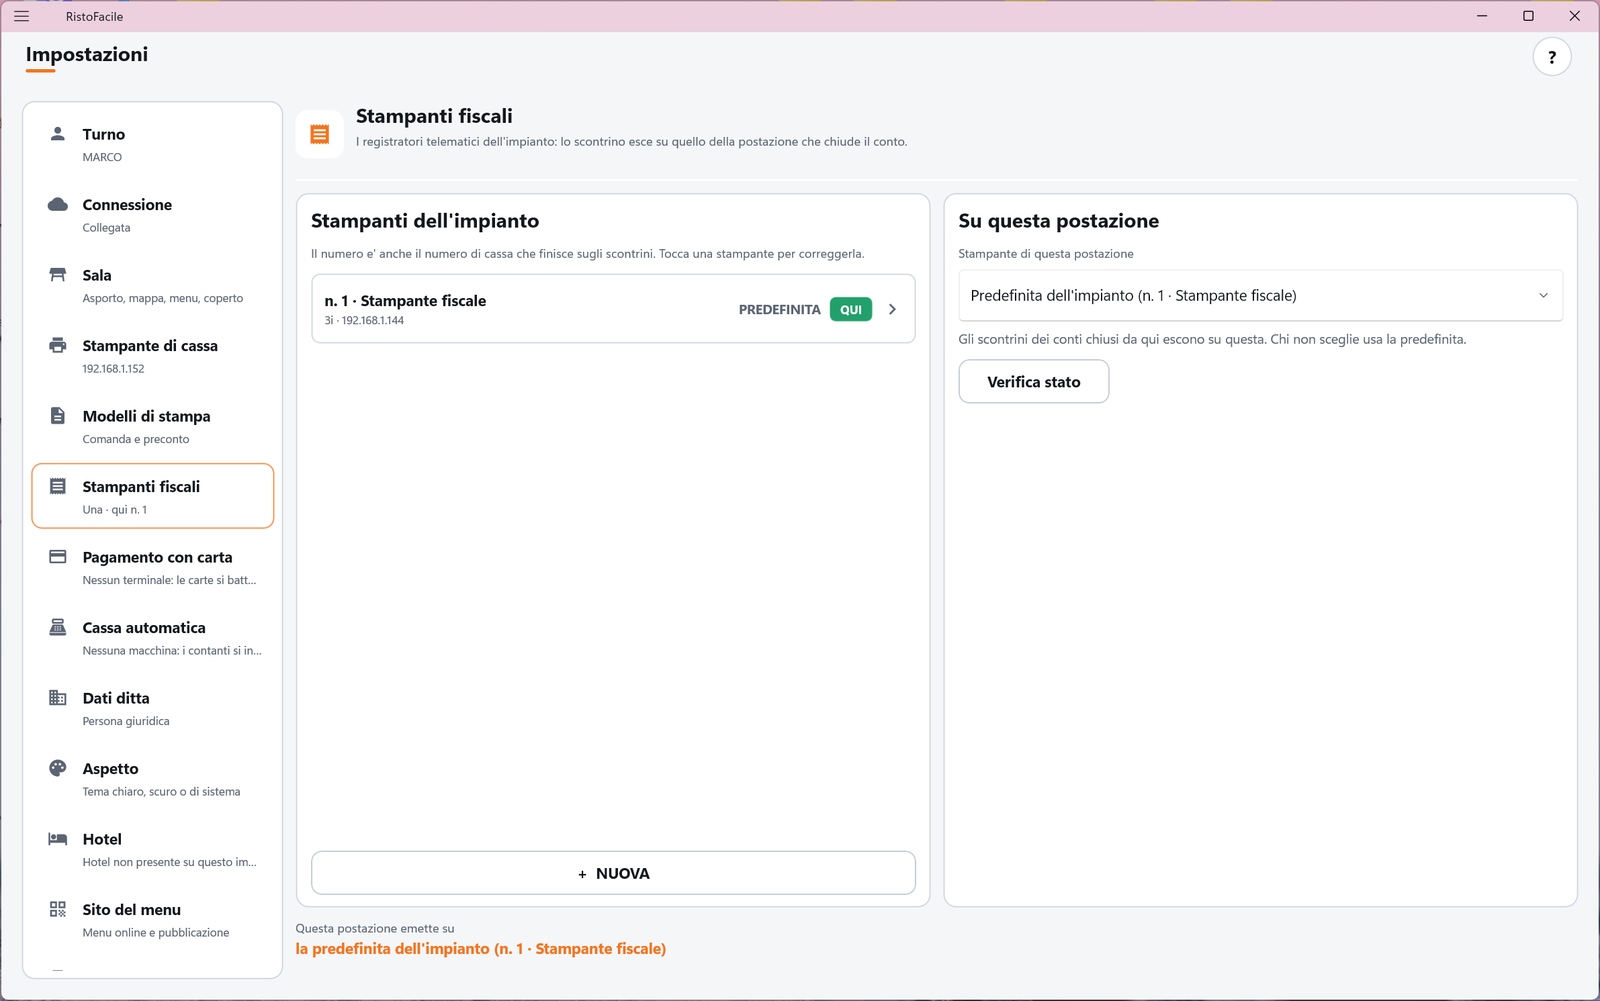 RistoFacile
Impostazioni
?
Turno
MARCO
Connessione
Collegata
Sala
Asporto, mappa, menu, coperto
Stampante di cassa
192.168.1.152
Modelli di stampa
Comanda e preconto
Stampanti fiscali
Una · qui n. 1
Pagamento con carta
Nessun terminale: le carte si batt...
Cassa automatica
Nessuna macchina: i contanti si in...
Dati ditta
Persona giuridica
Aspetto
Tema chiaro, scuro o di sistema
Hotel
Hotel non presente su questo im...
Sito del menu
Menu online e pubblicazione
Stampanti fiscali
I registratori telematici dell'impianto: lo scontrino esce su quello della postazione che chiude il conto.
Stampanti dell'impianto
Il numero e' anche il numero di cassa che finisce sugli scontrini. Tocca una stampante per correggerla.
n. 1 · Stampante fiscale
3i · 192.168.1.144
PREDEFINITA QUI
+ NUOVA
Su questa postazione
Stampante di questa postazione
Predefinita dell'impianto (n. 1 · Stampante fiscale)
Gli scontrini dei conti chiusi da qui escono su questa. Chi non sceglie usa la predefinita.
Verifica stato
Questa postazione emette su
la predefinita dell'impianto (n. 1 · Stampante fiscale)